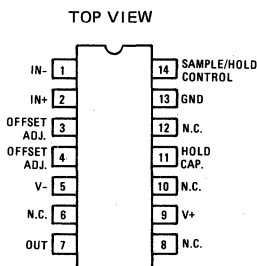 TOP VIEW
IN- 1
IN+ 2
OFFSET
ADJ. 3
OFFSET
ADJ. 4
V- 5
N.C. 6
OUT 7
14 SAMPLE/HOLD
CONTROL
13 GND
12 N.C.
11 HOLD
CAP.
10 N.C.
9 V+
8 N.C.